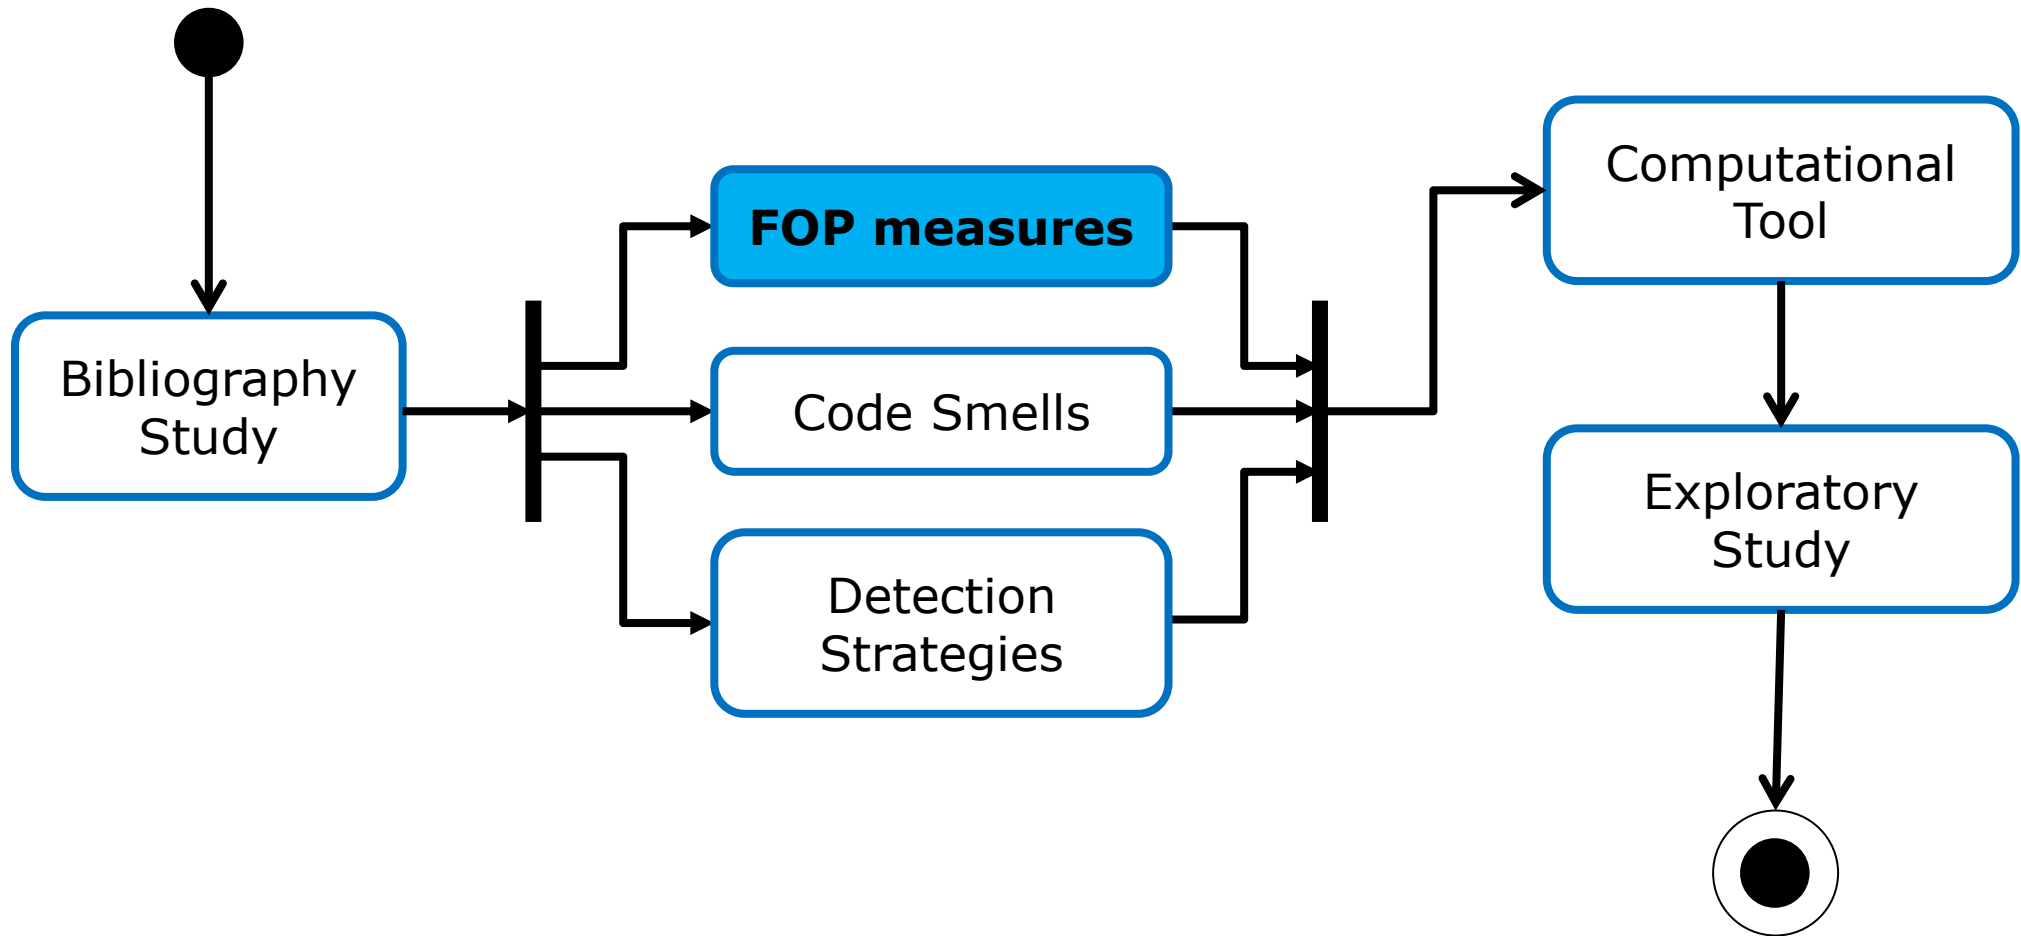 Bibliography
Study
FOP measures
Code Smells
Detection
Strategies
Computational
Tool
Exploratory
Study